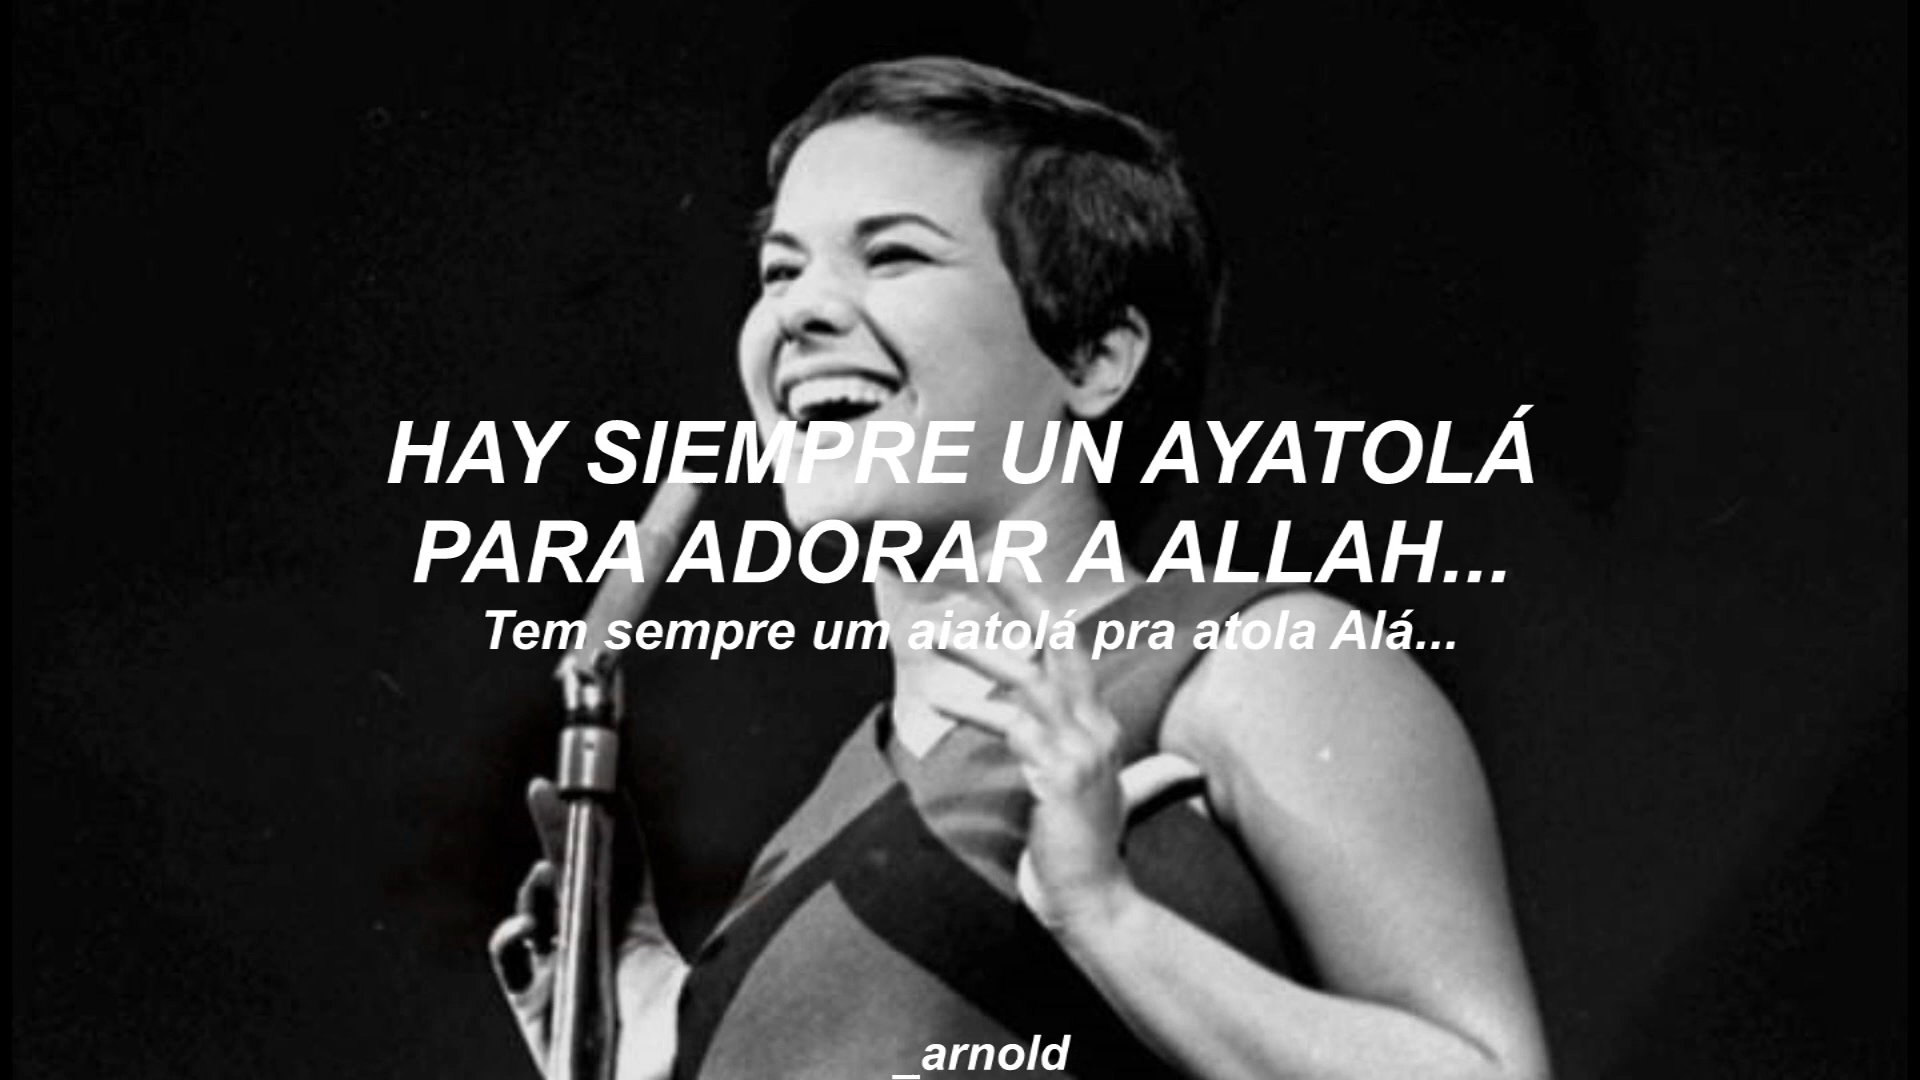 HAY SIEMPRE UN AYATOLÁ
PARA ADORAR A ALLAH...
Tem sempre um aiatolá pra atola Alá...
_arnold